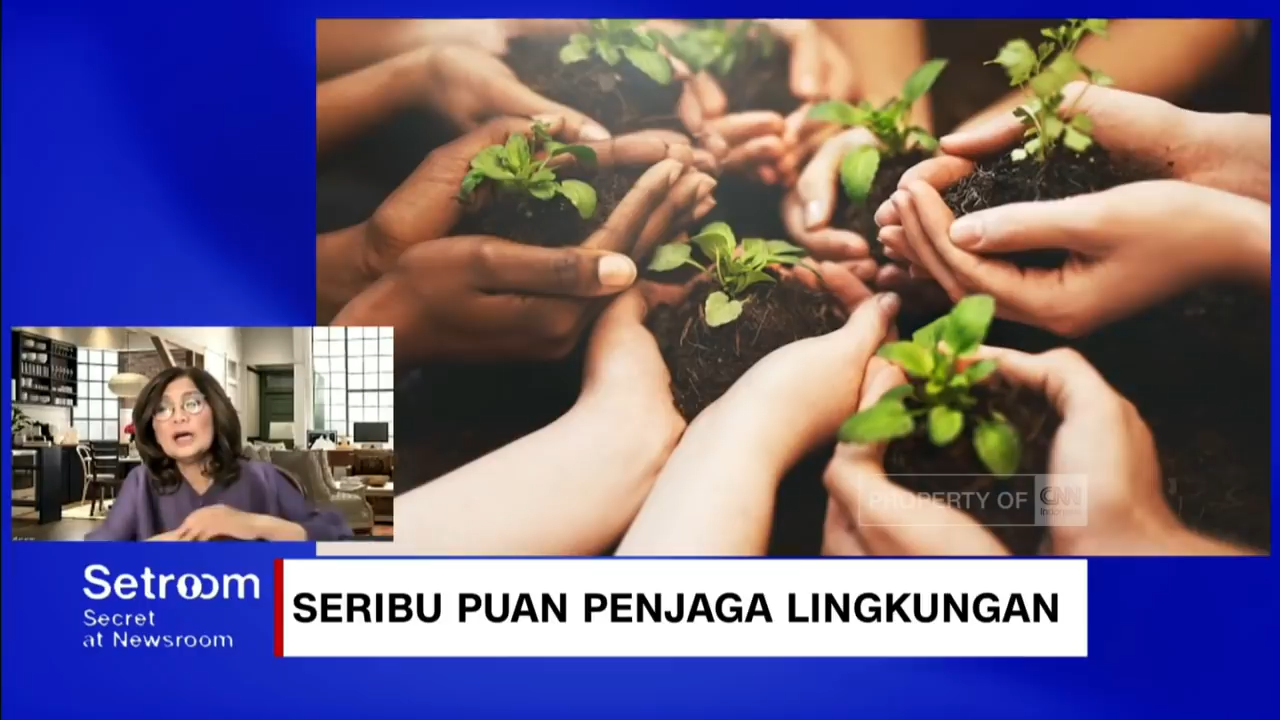 PROPERTY OF CNN
Indonesia
Setroom
Secret
at Newsroom
SERIBU PUAN PENJAGA LINGKUNGAN